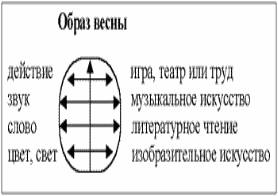 Образ весны
действие игра, театр или труд
звук музыкальное искусство
слово литературное чтение
цвет, свет изобразительное искусство